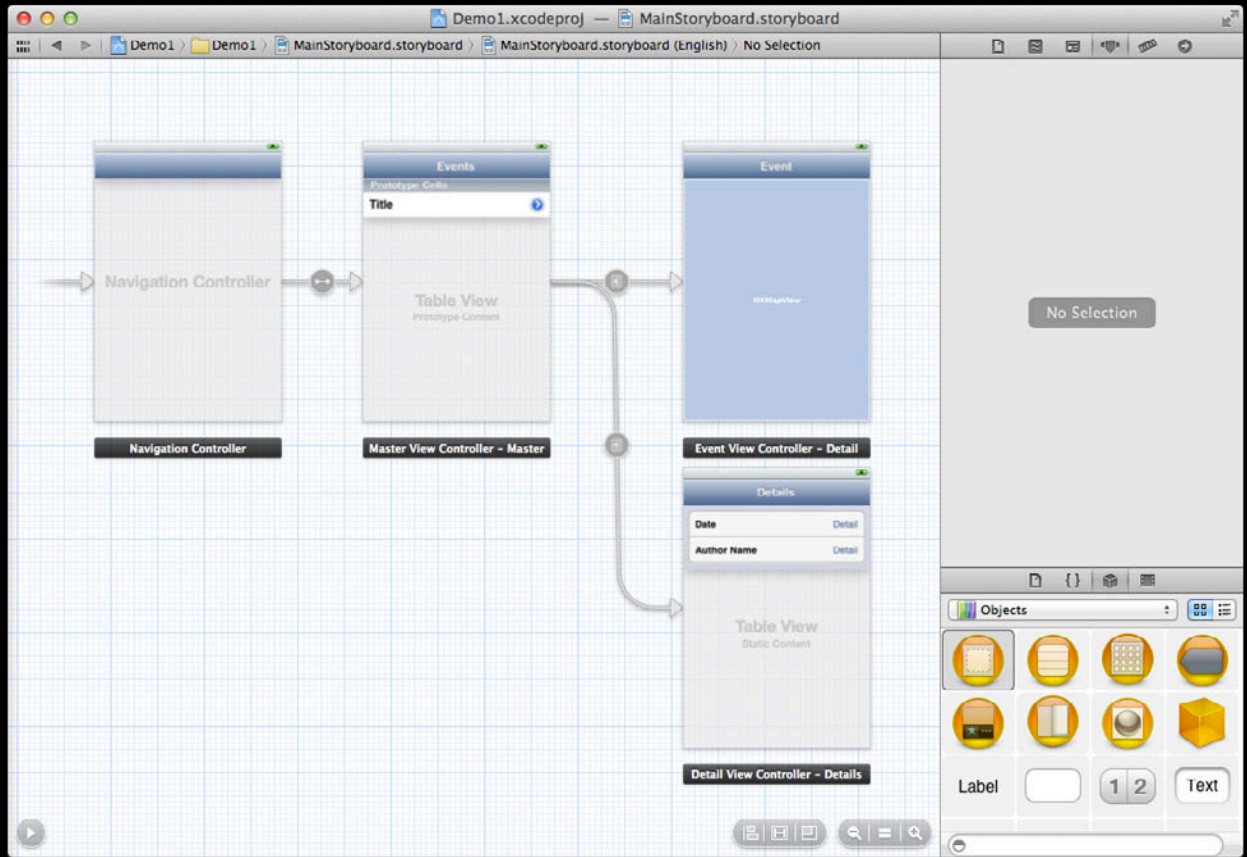 Demo1.xcodeproj — MainStoryboard.storyboard
Demo1 Demo1 MainStoryboard.storyboard MainStoryboard.storyboard (English) No Selection
Events
Prototype Cells
Title
Table View
Prototype Content
Navigation Controller
Event
MKMapView
No Selection
Navigation Controller
Master View Controller – Master
Event View Controller – Detail
Details
Date Detail
Author Name Detail
Table View
Static Content
Detail View Controller – Details
{ }
Objects
Label
1 2
Text